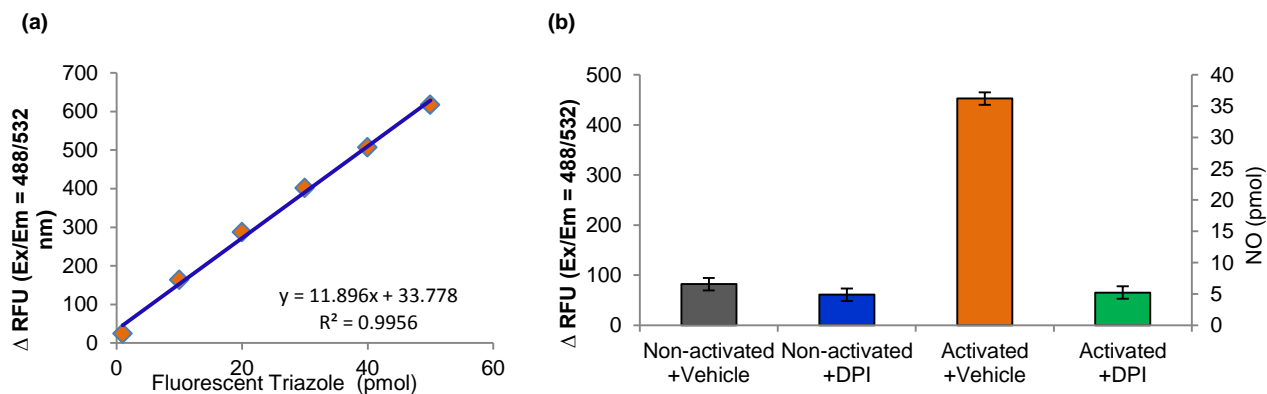 (a)
Δ RFU (Ex/Em = 488/532
nm)
700
600
500
400
300
200
100
0
y = 11.896x + 33.778
R² = 0.9956
0
20
40
60
Fluorescent Triazole (pmol)
(b)
Δ RFU (Ex/Em = 488/532)
500
400
300
200
100
0
40
35
30
25
20
15
10
5
0
NO (pmol)
Non-activated
+Vehicle
Non-activated
+DPI
Activated
+Vehicle
Activated
+DPI